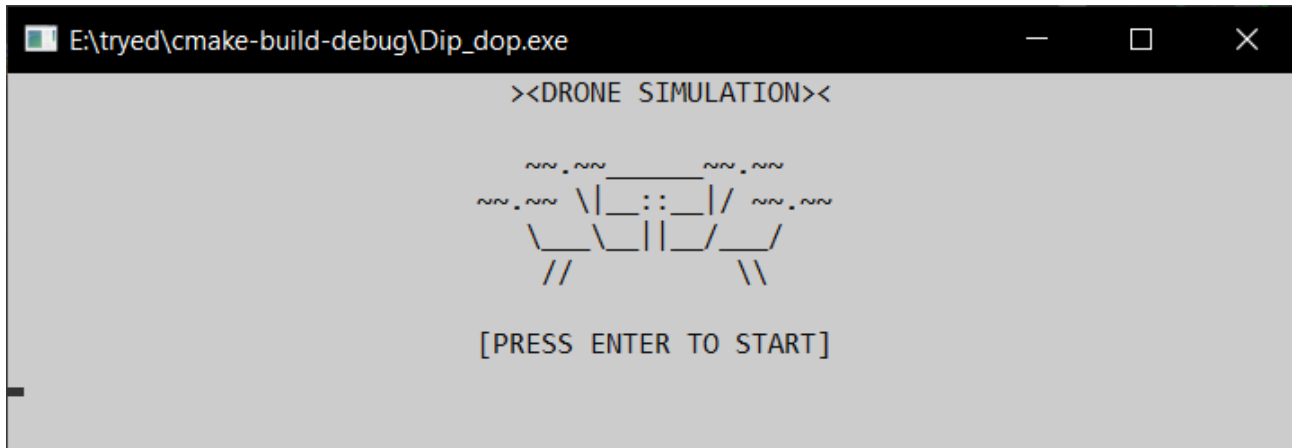 E:\tryed\cmake-build-debug\Dip_dop.exe
><DRONE SIMULATION><
~~.~~______~~.~~
~~.~~ \|__::__|/ ~~.~~
\___\__||__/___/
//          \\
[PRESS ENTER TO START]